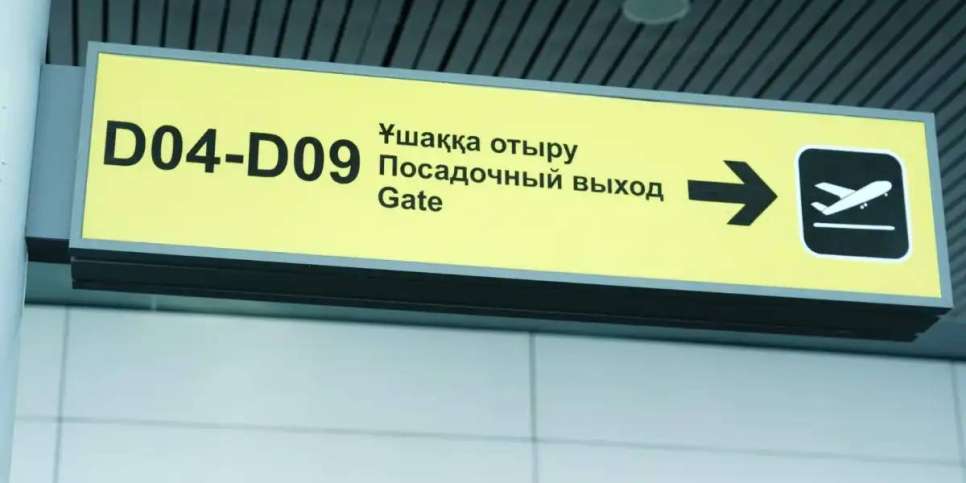 D04-D09
Ұшаққа отыру
Посадочный выход
Gate